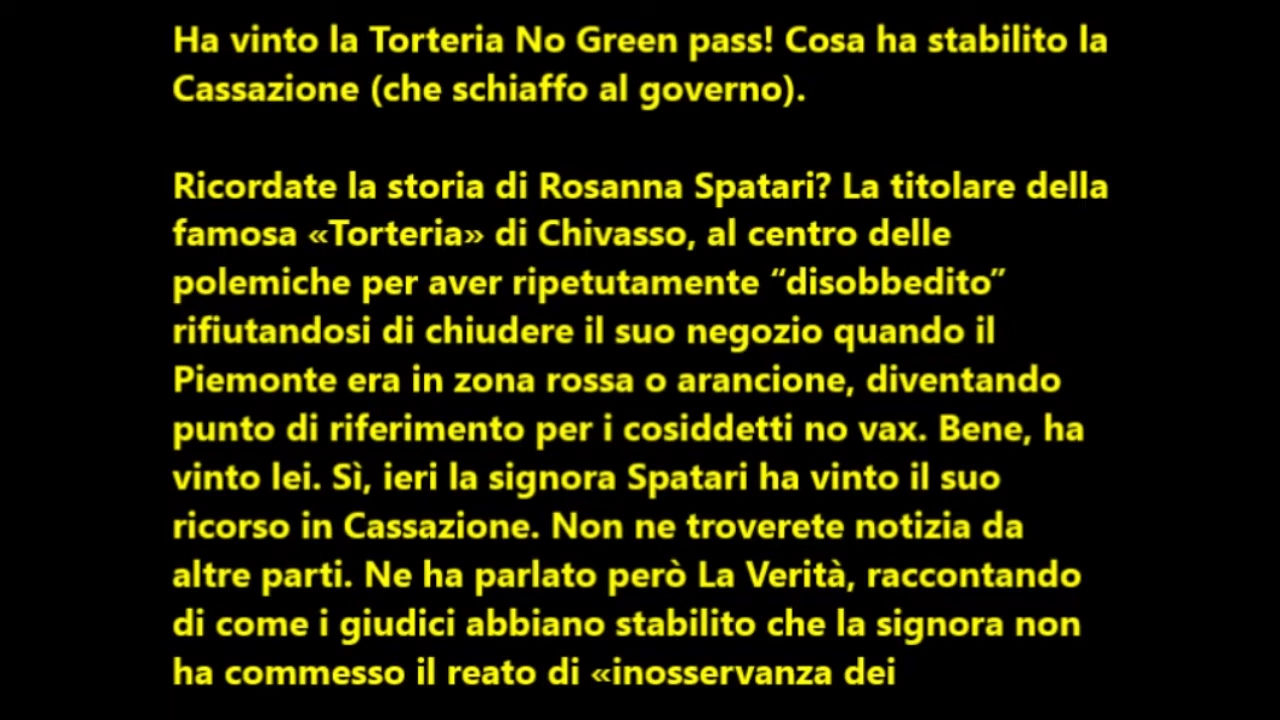 Ha vinto la Torteria No Green pass! Cosa ha stabilito la
Cassazione (che schiaffo al governo).
Ricordate la storia di Rosanna Spatari? La titolare della
famosa «Torteria» di Chivasso, al centro delle
polemiche per aver ripetutamente “disobbedito”
rifiutandosi di chiudere il suo negozio quando il
Piemonte era in zona rossa o arancione, diventando
punto di riferimento per i cosiddetti no vax. Bene, ha
vinto lei. Sì, ieri la signora Spatari ha vinto il suo
ricorso in Cassazione. Non ne troverete notizia da
altre parti. Ne ha parlato però La Verità, raccontando
di come i giudici abbiano stabilito che la signora non
ha commesso il reato di «inosservanza dei